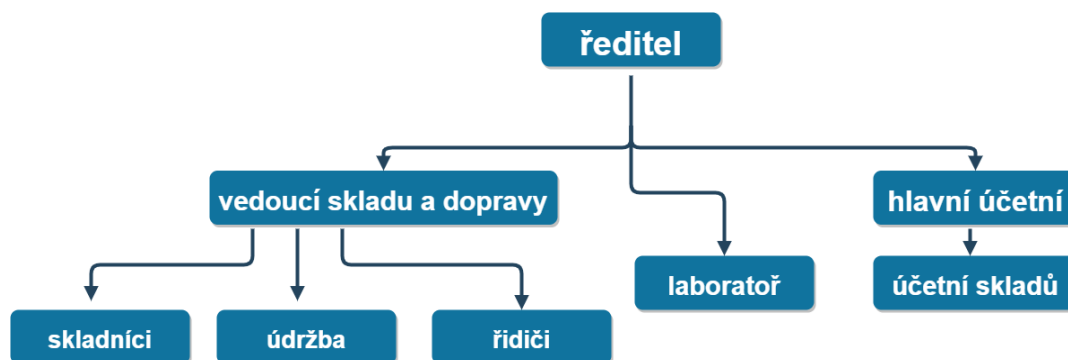 ředitel
vedoucí skladu a dopravy
hlavní účetní
laboratoř
účetní skladů
skladníci
údržba
řidiči